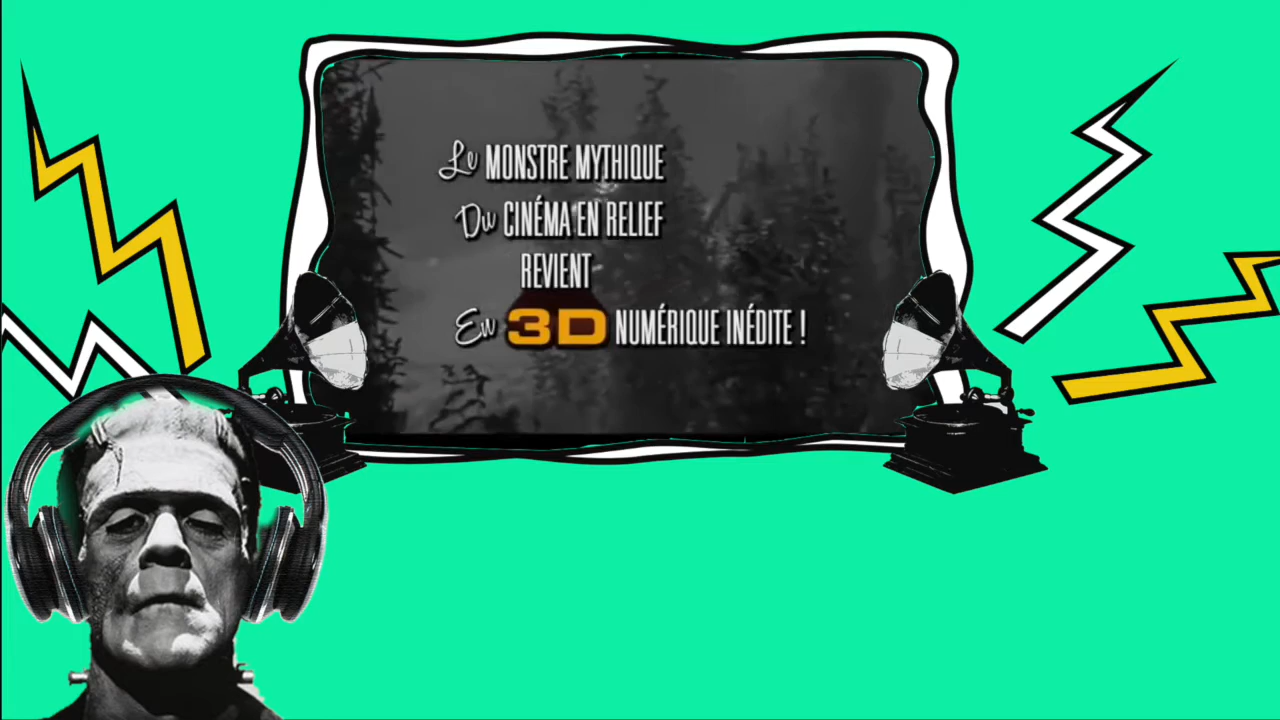 Le MONSTRE MYTHIQUE
Du CINÉMA EN RELIEF
REVIENT
En 3D NUMÉRIQUE INÉDITE !